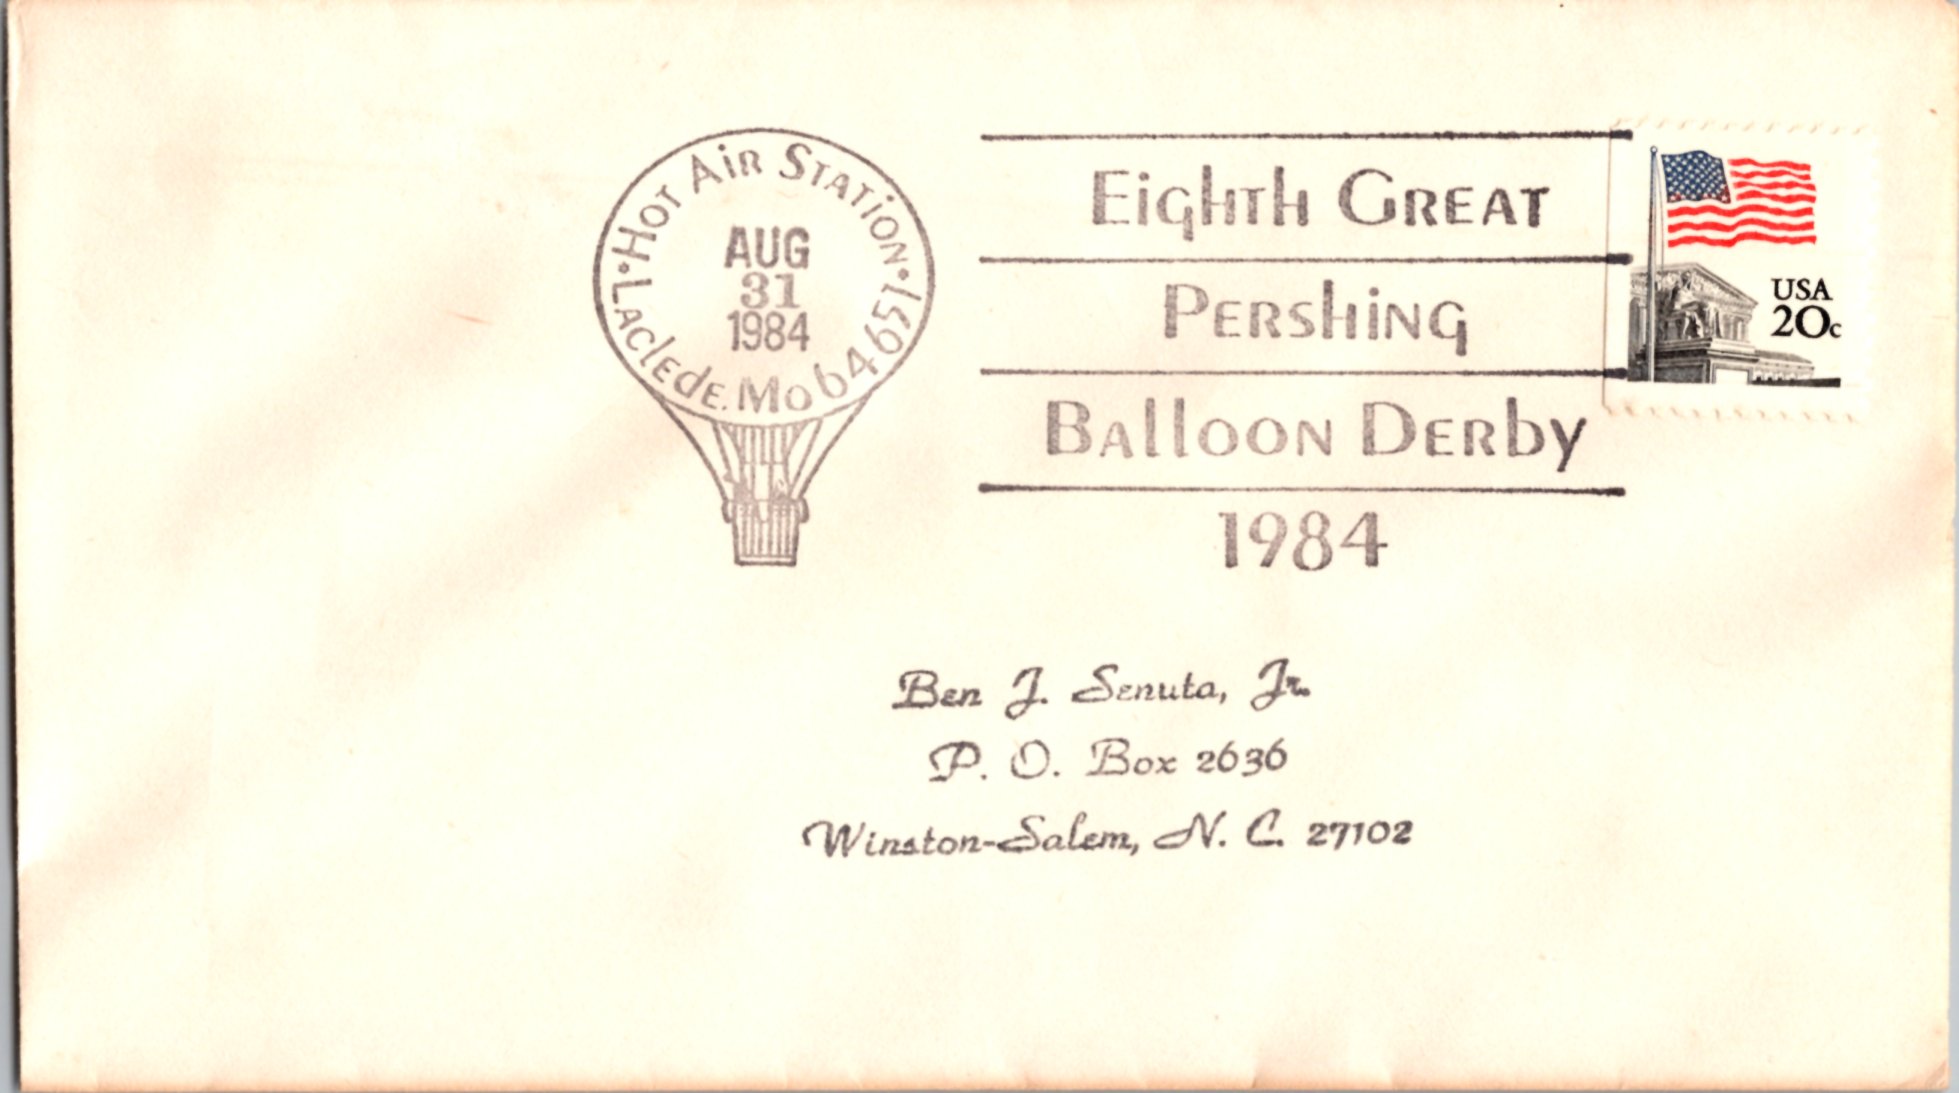 Hot Air Station
Laclede, Mo 64651
AUG
31
1984
Eighth Great
Pershing
Balloon Derby
1984
USA
20c
Ben J. Senuta, Jr.
P. O. Box 2636
Winston-Salem, N. C. 27102